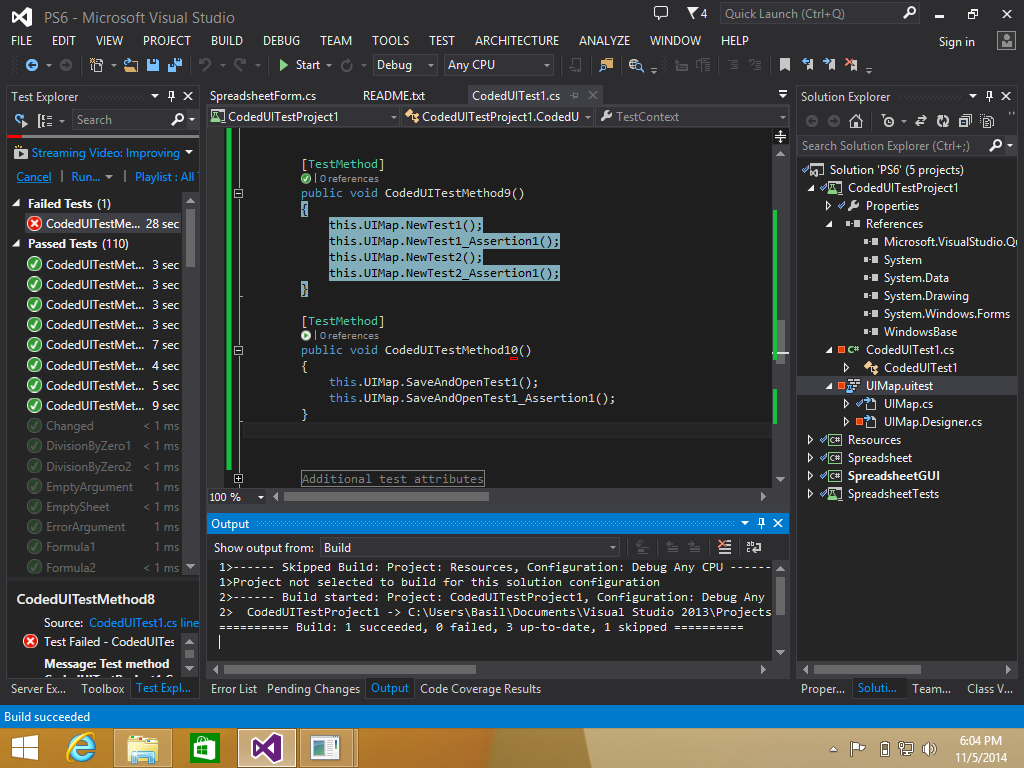 PS6 - Microsoft Visual Studio
4
Quick Launch (Ctrl+Q)
FILE EDIT VIEW PROJECT BUILD DEBUG TEAM TOOLS TEST ARCHITECTURE ANALYZE WINDOW HELP
Sign in
Start Debug Any CPU
Test Explorer
Search
Streaming Video: Improving
Cancel Run... Playlist : All
Failed Tests (1)
CodedUITestMe... 28 sec
Passed Tests (110)
CodedUITestMet... 3 sec
CodedUITestMet... 3 sec
CodedUITestMet... 3 sec
CodedUITestMet... 3 sec
CodedUITestMet... 7 sec
CodedUITestMet... 4 sec
CodedUITestMet... 5 sec
CodedUITestMet... 9 sec
Changed < 1 ms
DivisionByZero1 < 1 ms
DivisionByZero2 < 1 ms
EmptyArgument 1 ms
EmptySheet < 1 ms
ErrorArgument 1 ms
Formula1 1 ms
Formula2 < 1 ms
CodedUITestMethod8
Source: CodedUITest1.cs line
Test Failed - CodedUITes
Message: Test method
Server Ex... Toolbox Test Expl...
SpreadsheetForm.cs README.txt CodedUITest1.cs
CodedUITestProject1 CodedUITestProject1.CodedU TestContext
[TestMethod]
0 references
public void CodedUITestMethod9()
{
this.UIMap.NewTest1();
this.UIMap.NewTest1_Assertion1();
this.UIMap.NewTest2();
this.UIMap.NewTest2_Assertion1();
}
[TestMethod]
0 references
public void CodedUITestMethod10()
{
this.UIMap.SaveAndOpenTest1();
this.UIMap.SaveAndOpenTest1_Assertion1();
}
Additional test attributes
100 %
Output
Show output from: Build
1>------ Skipped Build: Project: Resources, Configuration: Debug Any CPU ------
1>Project not selected to build for this solution configuration
2>------ Build started: Project: CodedUITestProject1, Configuration: Debug Any
2> CodedUITestProject1 -> C:\Users\Basil\Documents\Visual Studio 2013\Projects
========== Build: 1 succeeded, 0 failed, 3 up-to-date, 1 skipped ==========
Error List Pending Changes Output Code Coverage Results
Solution Explorer
Search Solution Explorer (Ctrl+;)
Solution 'PS6' (5 projects)
CodedUITestProject1
Properties
References
Microsoft.VisualStudio.Qu
System
System.Data
System.Drawing
System.Windows.Forms
WindowsBase
C# CodedUITest1.cs
CodedUITest1
UIMap.uitest
UIMap.cs
UIMap.Designer.cs
C# Resources
C# Spreadsheet
C# SpreadsheetGUI
SpreadsheetTests
Proper... Soluti... Team... Class V...
Build succeeded
6:04 PM
11/5/2014